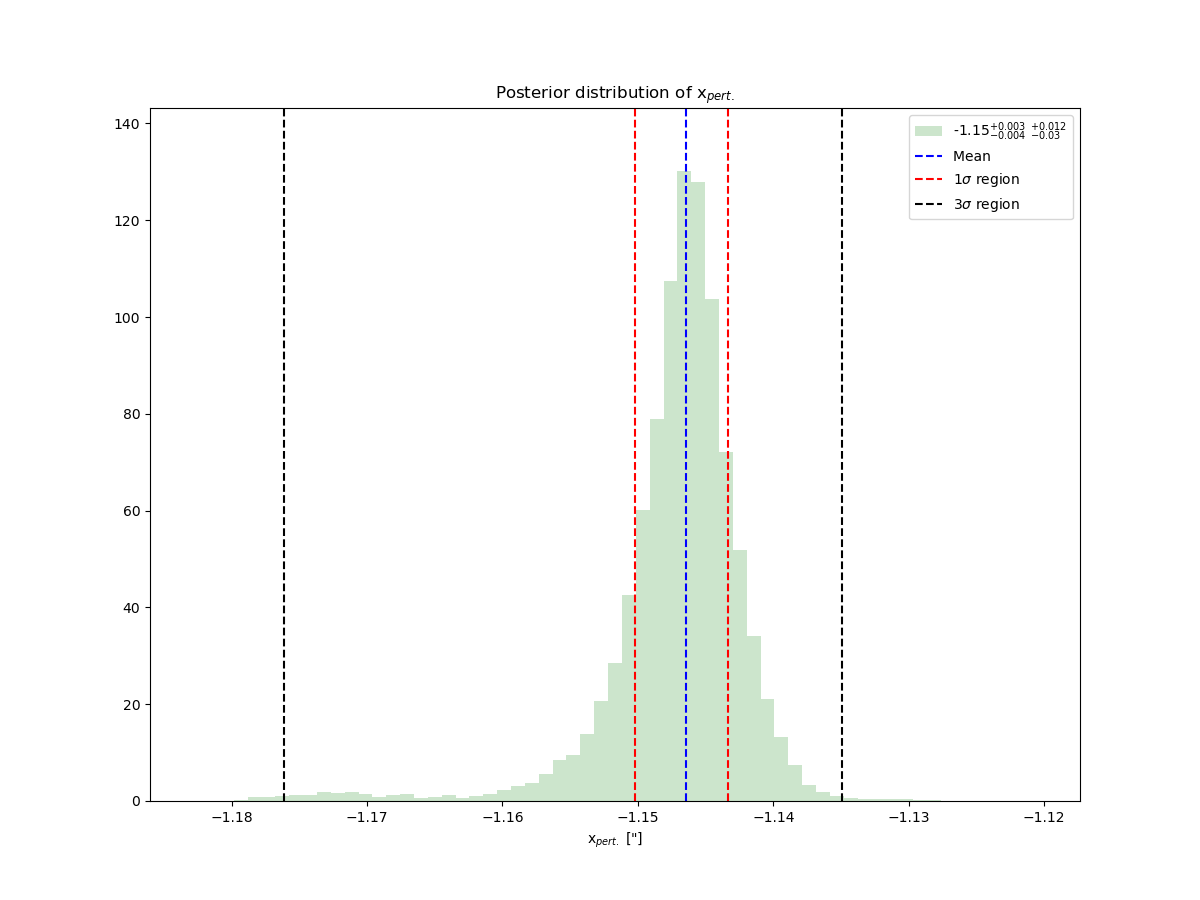 Posterior distribution of x_pert.
140
120
100
80
60
40
20
0
-1.15 +0.003 -0.004 +0.012 -0.03
Mean
1σ region
3σ region
−1.18 −1.17 −1.16 −1.15 −1.14 −1.13 −1.12
x_pert. ["]